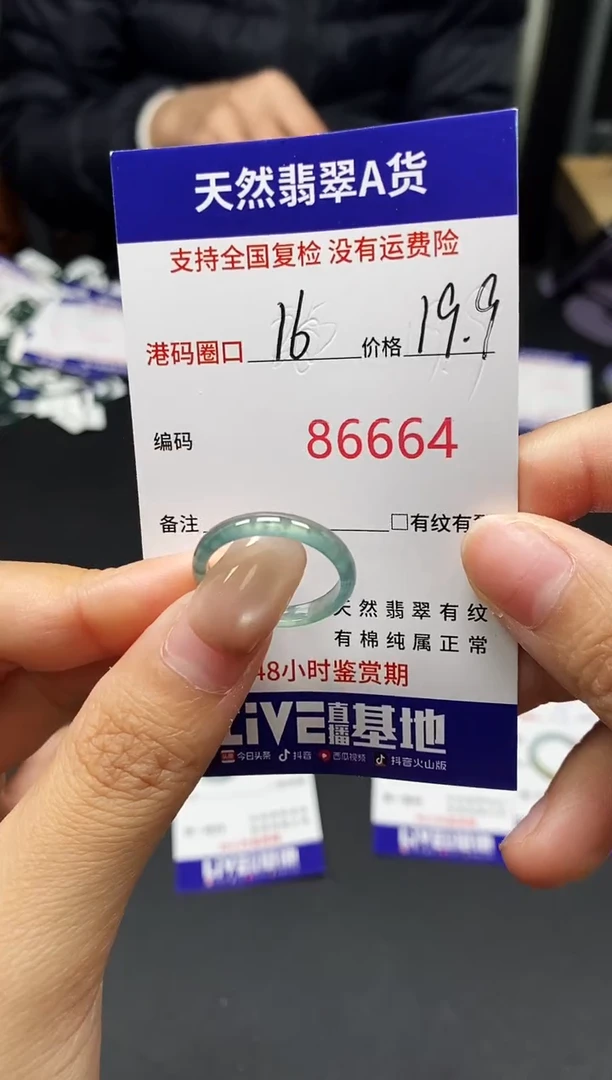 天然翡翠A货
支持全国复检 没有运费险
港码圈口 16 价格 19.9
编码 86664
备注 □有纹有
天然翡翠有纹
有棉纯属正常
48小时鉴赏期
LiVE直播基地
头条 今日头条 抖音 西瓜视频 抖音火山版